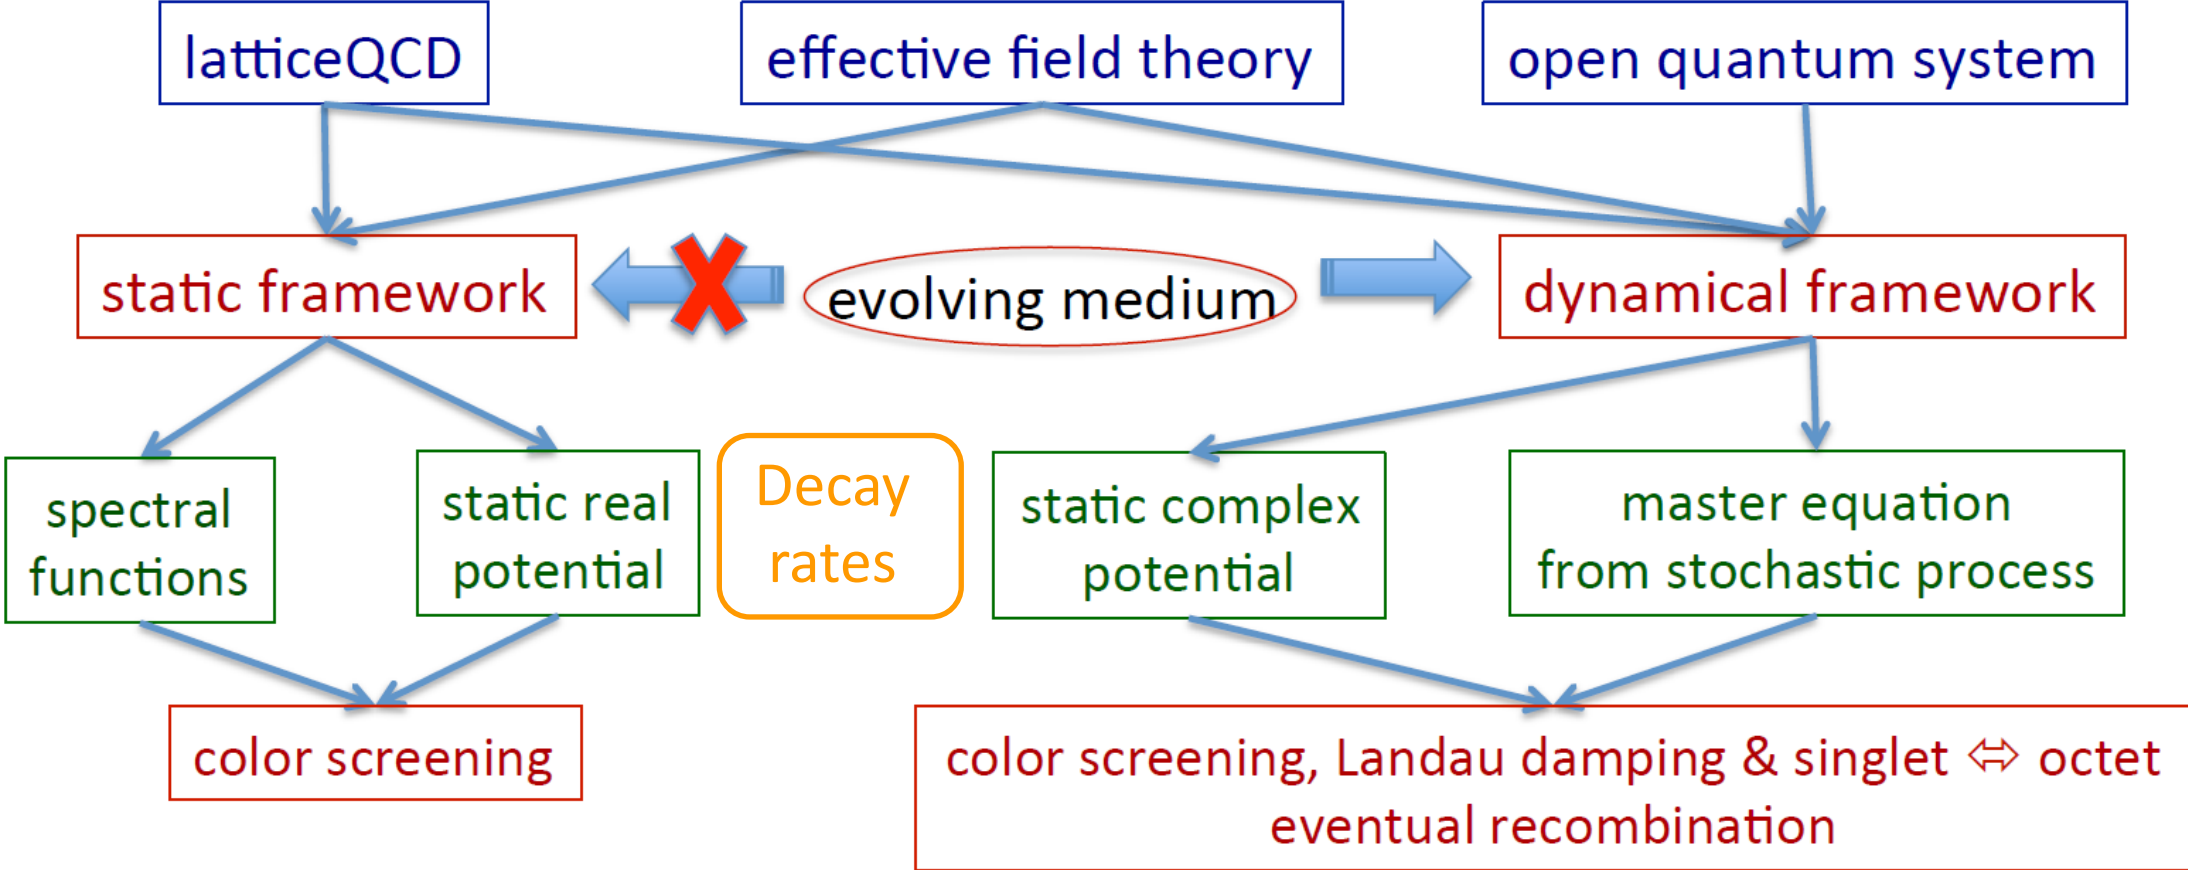 latticeQCD
effective field theory
open quantum system
static framework
evolving medium
dynamical framework
spectral
functions
static real
potential
Decay
rates
static complex
potential
master equation
from stochastic process
color screening
color screening, Landau damping & singlet ⬄ octet
eventual recombination